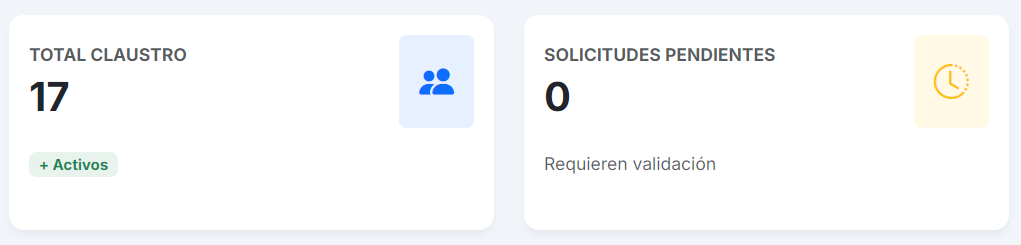 TOTAL CLAUSTRO
17
+ Activos
SOLICITUDES PENDIENTES
0
Requieren validación